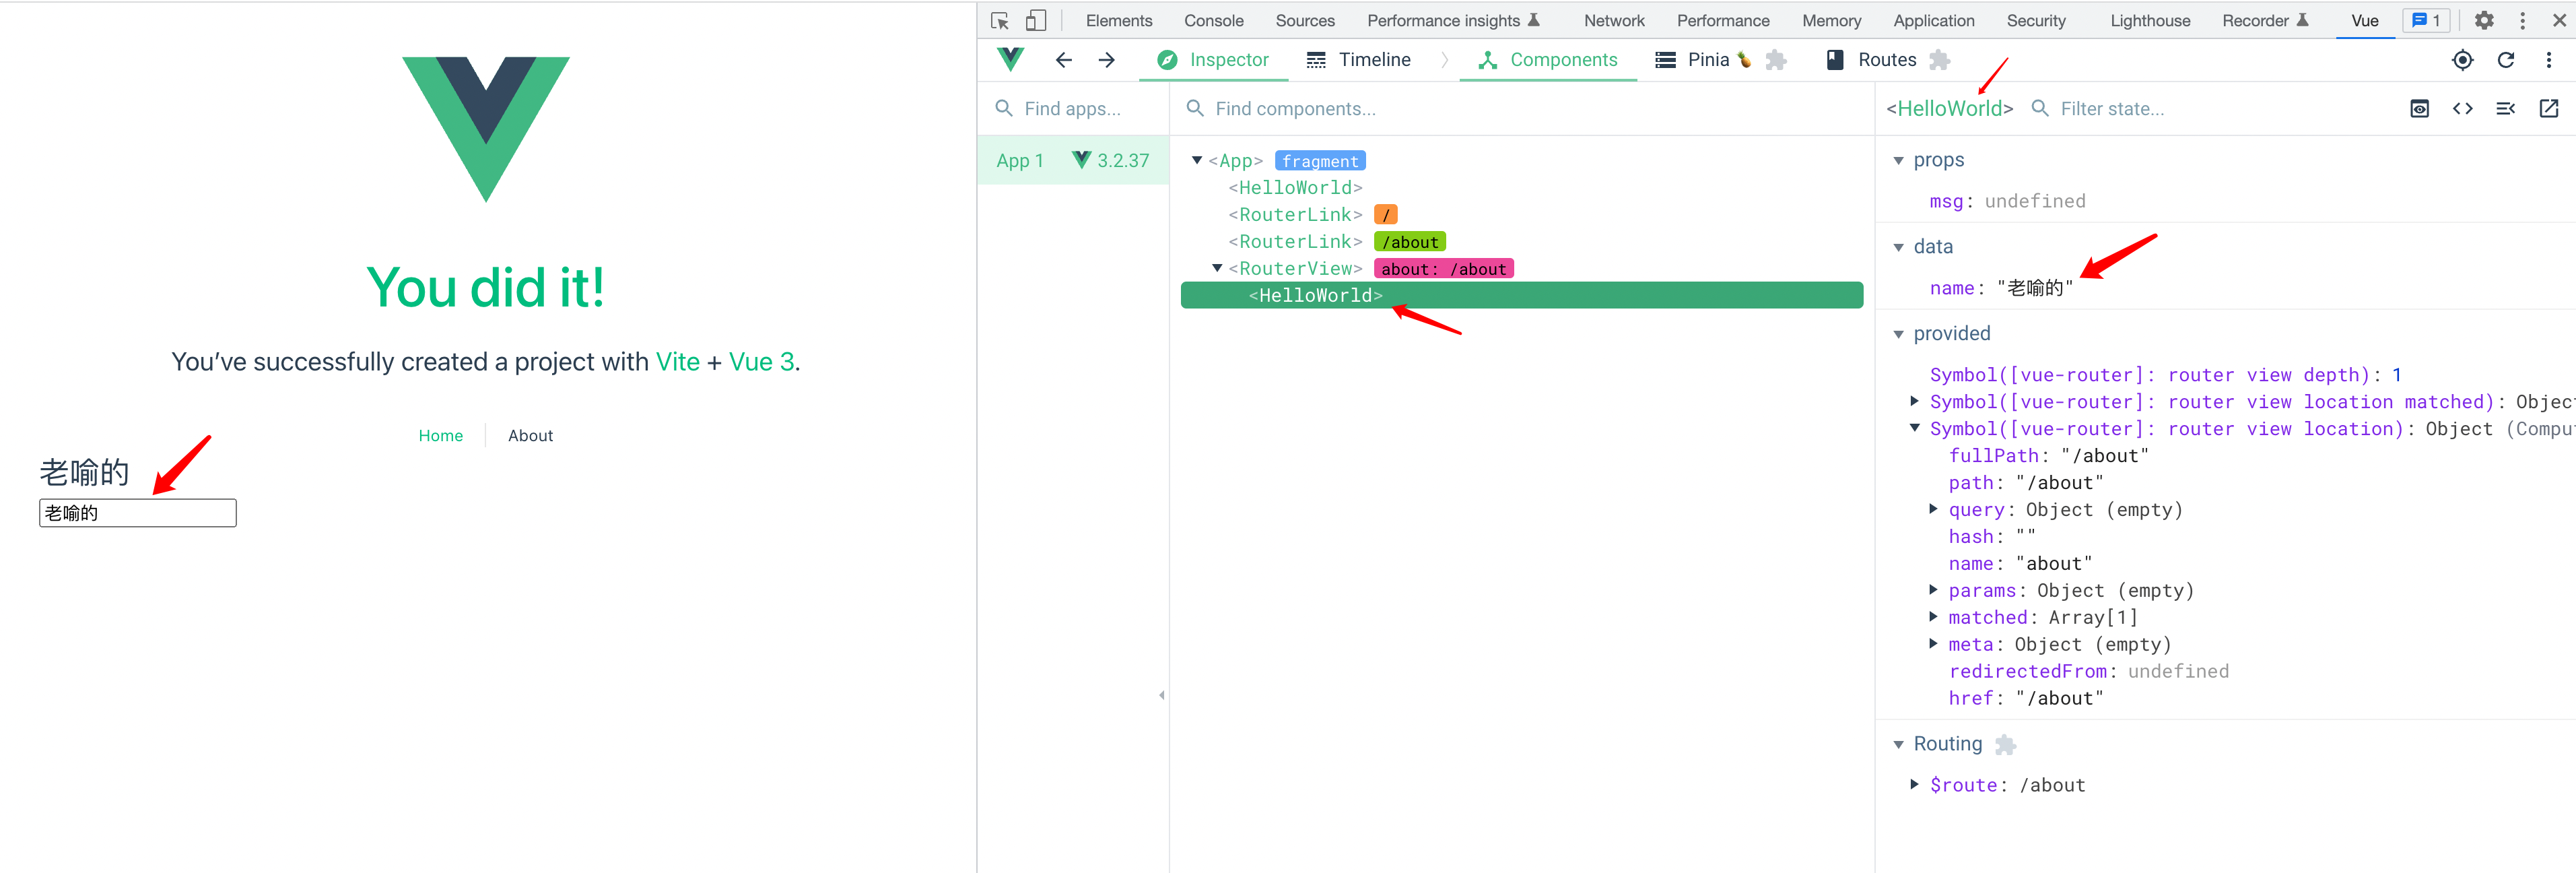 You did it!
You’ve successfully created a project with Vite + Vue 3.
Home About
老喻的
老喻的
Elements Console Sources Performance insights Network Performance Memory Application Security Lighthouse Recorder Vue 1
Inspector Timeline Components Pinia 🍍 Routes
Find apps...
App 1 3.2.37
Find components...
<App> fragment
<HelloWorld>
<RouterLink> /
<RouterLink> /about
<RouterView> about: /about
<HelloWorld>
<HelloWorld> Filter state...
props
msg: undefined
data
name: "老喻的"
provided
Symbol([vue-router]: router view depth): 1
Symbol([vue-router]: router view location matched): Objec
Symbol([vue-router]: router view location): Object (Compu
fullPath: "/about"
path: "/about"
query: Object (empty)
hash: ""
name: "about"
params: Object (empty)
matched: Array[1]
meta: Object (empty)
redirectedFrom: undefined
href: "/about"
Routing
$route: /about